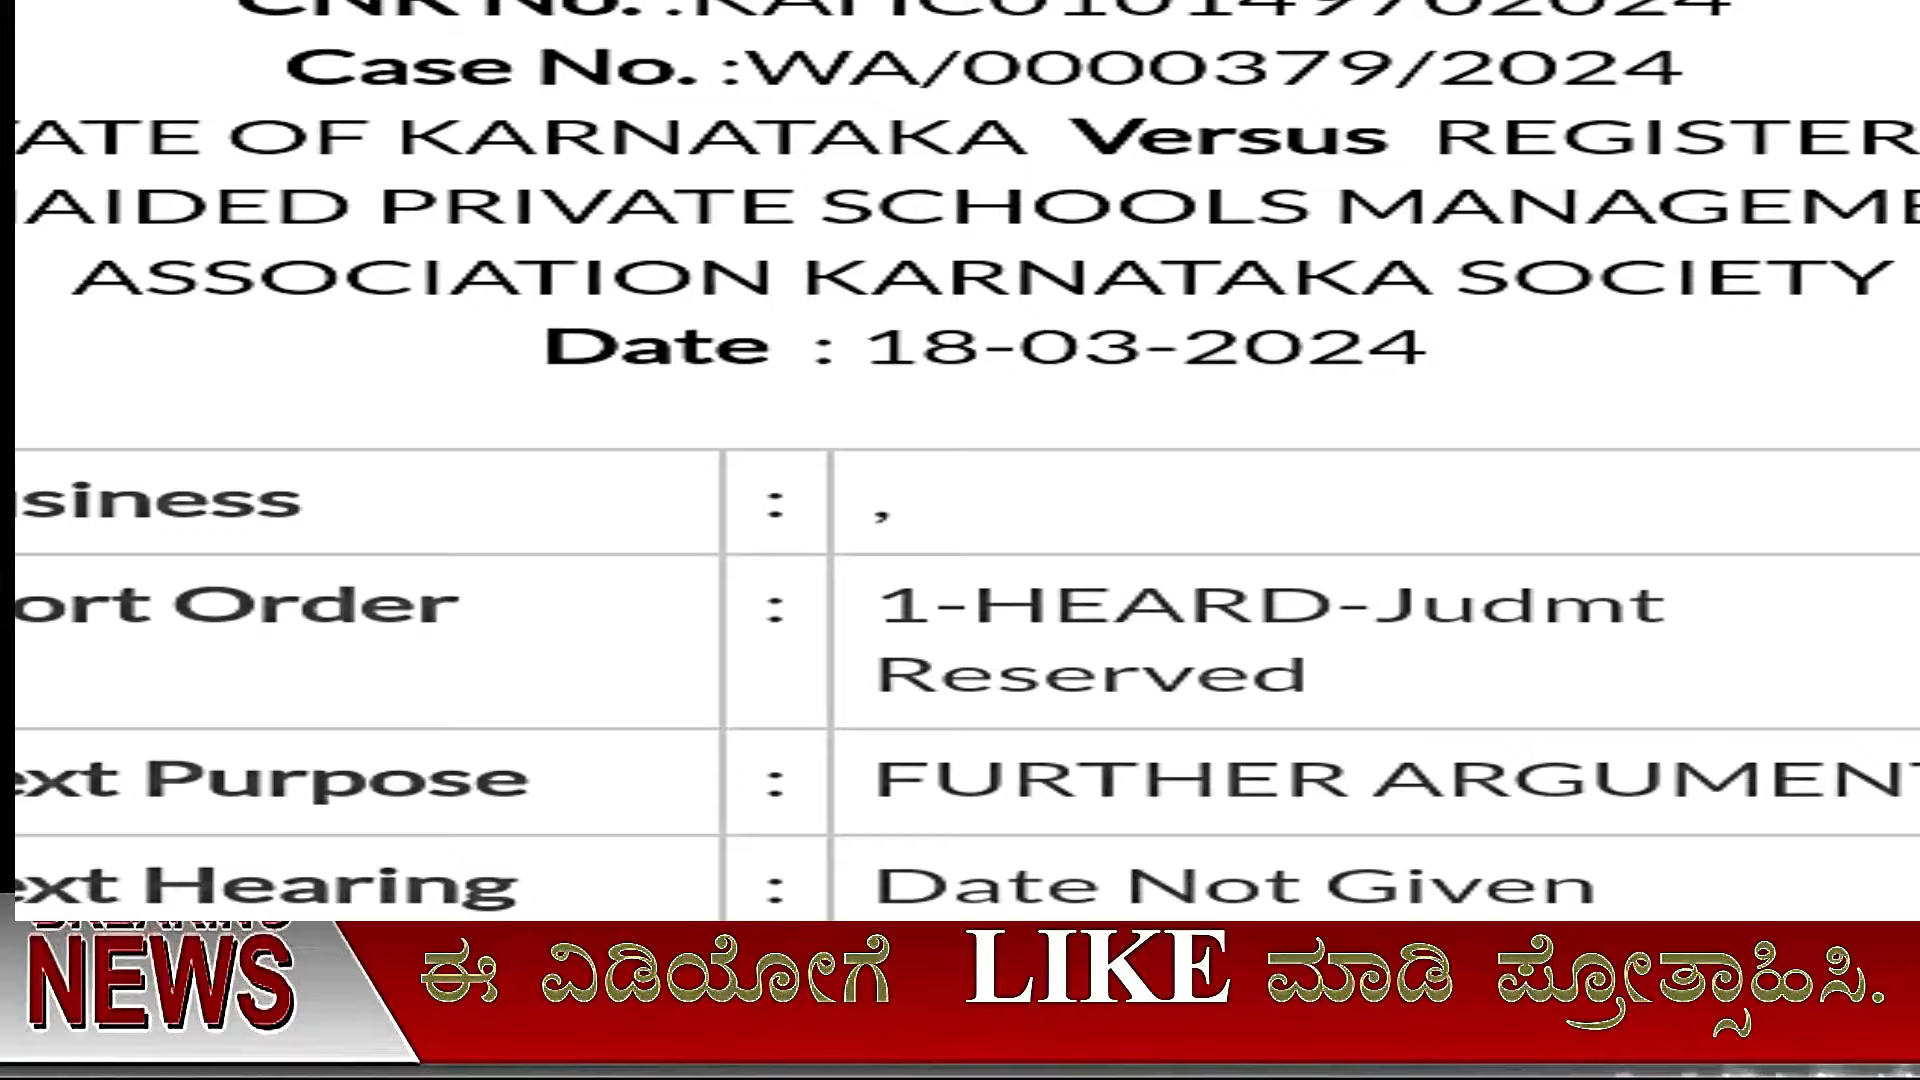 Case No. :WA/0000379/2024
ATE OF KARNATAKA Versus REGISTER
AIDED PRIVATE SCHOOLS MANAGEME
ASSOCIATION KARNATAKA SOCIETY
Date : 18-03-2024
siness : ,
ort Order : 1-HEARD-Judmt
Reserved
ext Purpose : FURTHER ARGUMENT
ext Hearing : Date Not Given
NEWS
ಈ ವಿಡಿಯೋಗೆ LIKE ಮಾಡಿ ಪ್ರೋತ್ಸಾಹಿಸಿ.